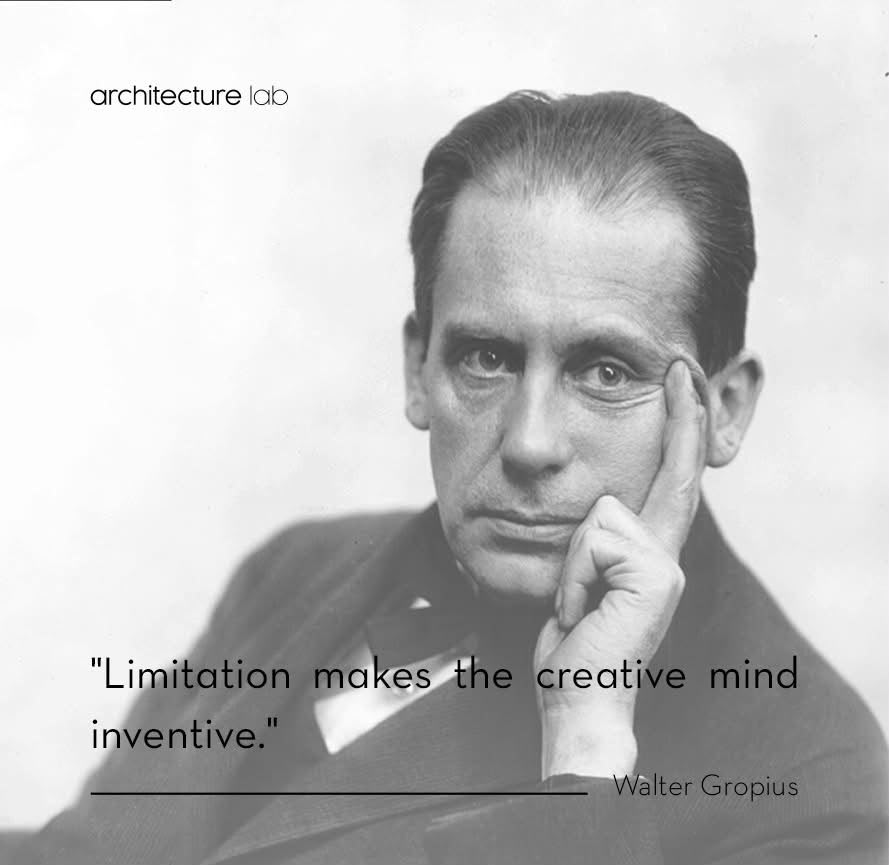 architecture lab
"Limitation makes the creative mind
inventive."
Walter Gropius